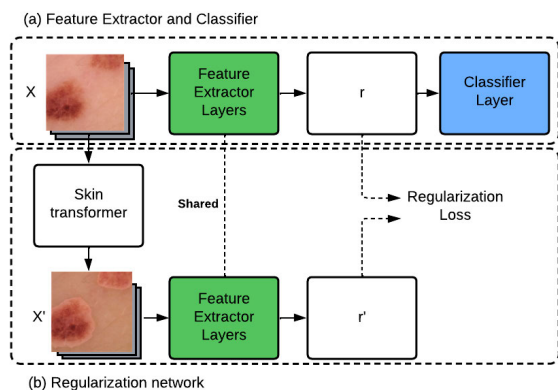 (a) Feature Extractor and Classifier
X
Feature
Extractor
Layers
r
Classifier
Layer
Skin
transformer
Shared
Regularization
Loss
X'
Feature
Extractor
Layers
r'
(b) Regularization network